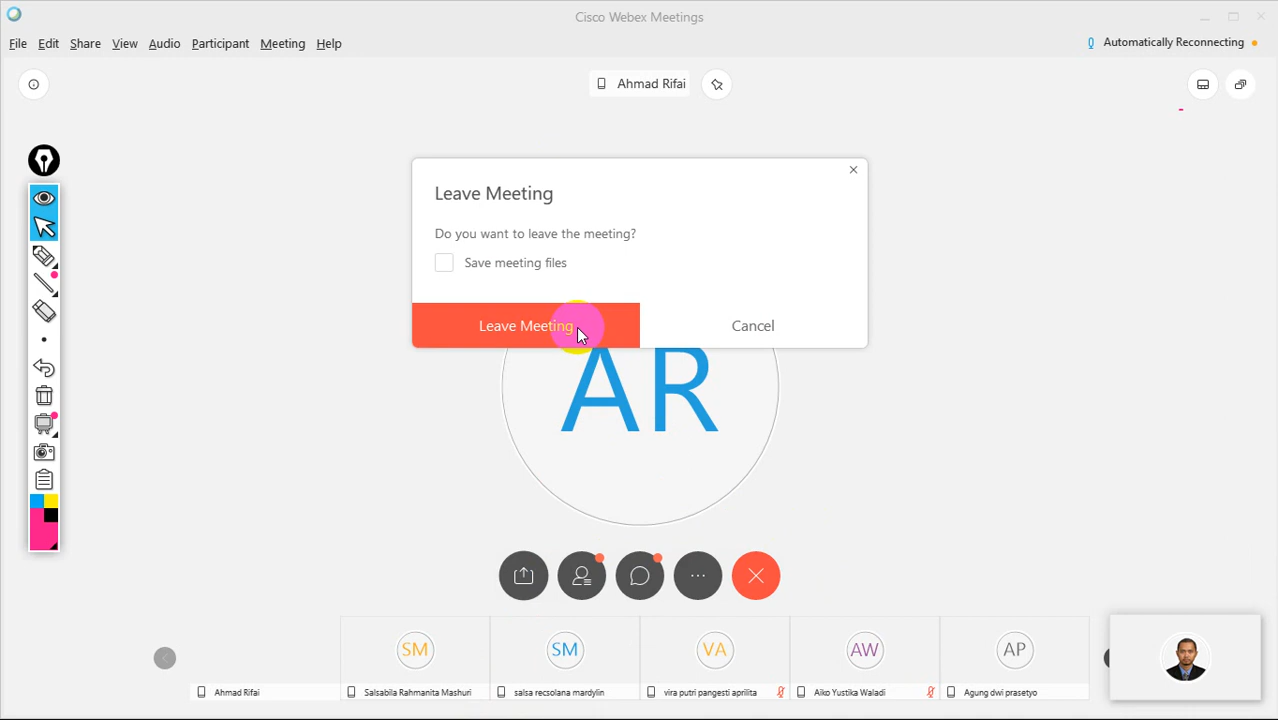 Cisco Webex Meetings
File Edit Share View Audio Participant Meeting Help
Automatically Reconnecting
Ahmad Rifai
Leave Meeting
Do you want to leave the meeting?
Save meeting files
Leave Meeting Cancel
AR
SM SM VA AW AP
Ahmad Rifai Salsabila Rahmanita Mashuri salsa recsolana mardylin vira putri pangesti aprilita Aiko Yustika Waladi Agung dwi prasetyo